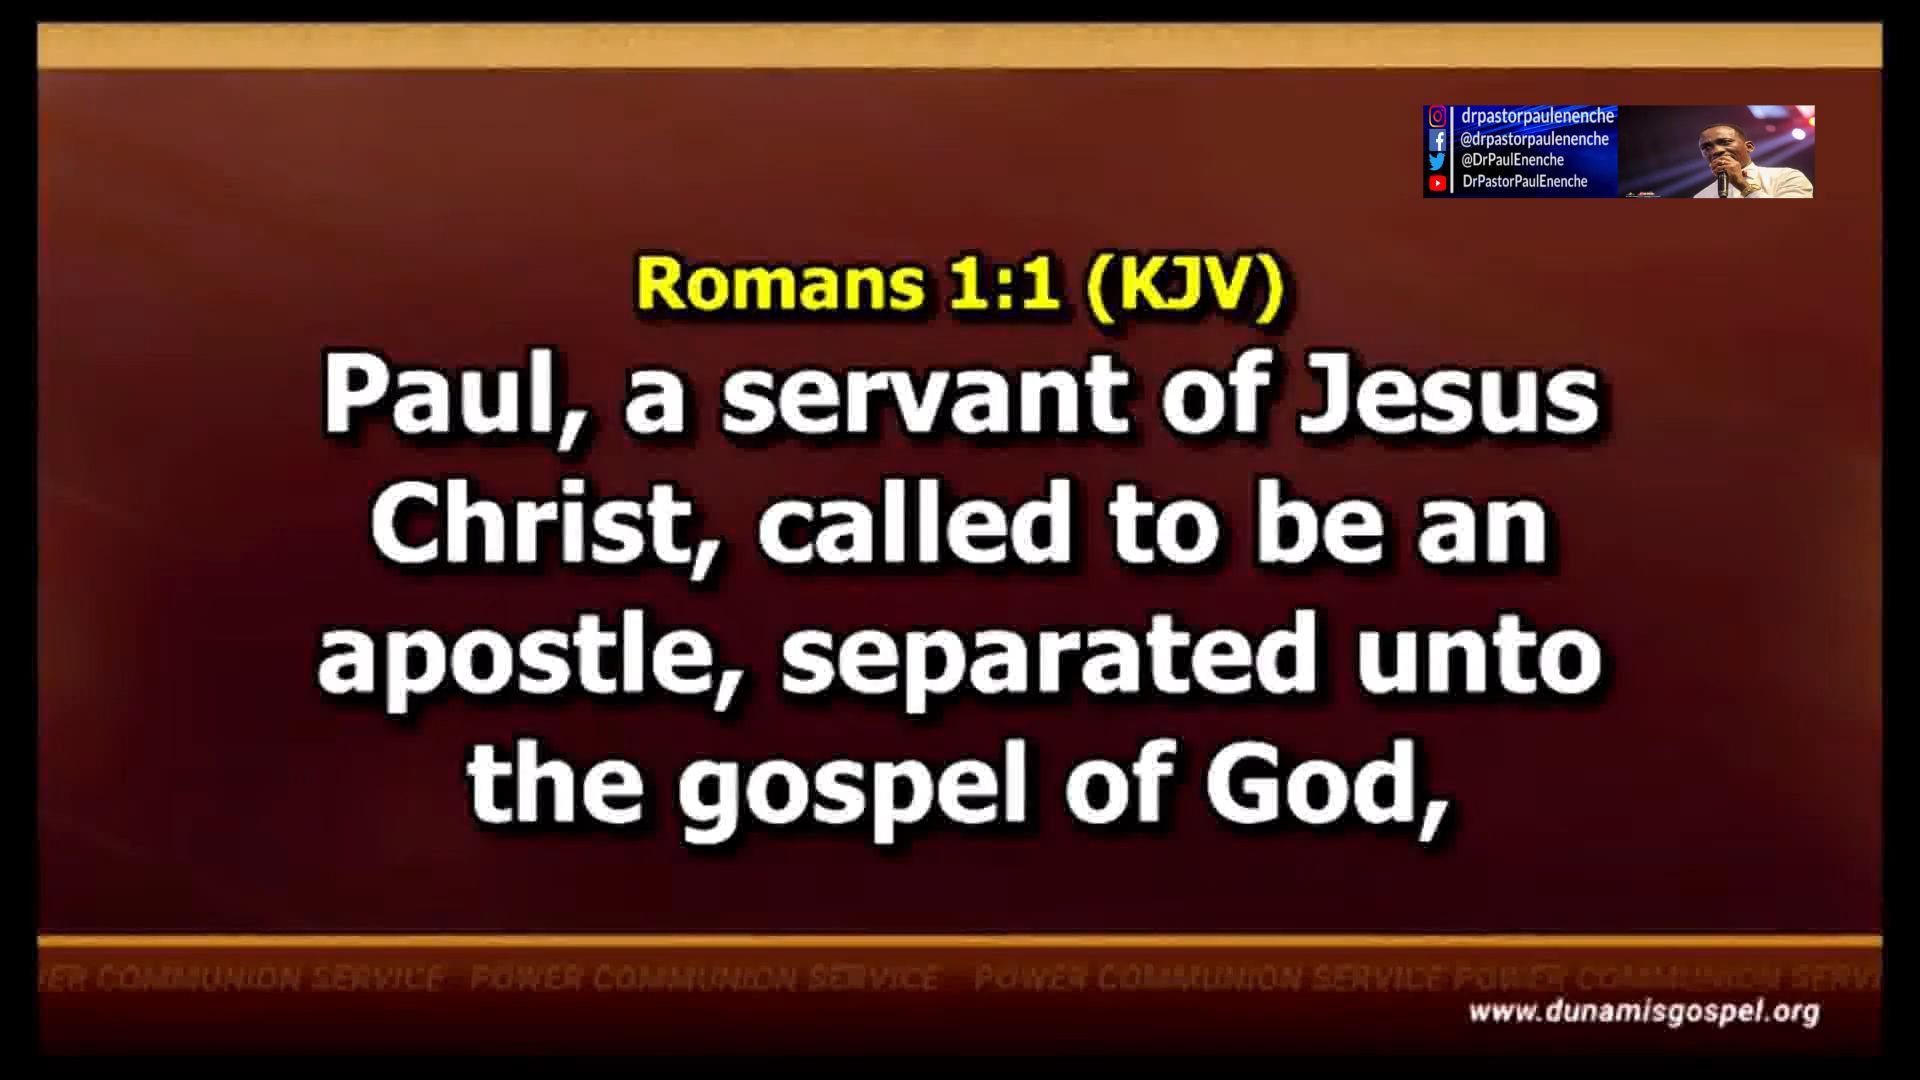 drpastorpaulenenche
@drpastorpaulenenche
@DrPaulEnenche
DrPastorPaulEnenche
Romans 1:1 (KJV)
Paul, a servant of Jesus
Christ, called to be an
apostle, separated unto
the gospel of God,
COMMUNION SERVICE POWER COMMUNION SERVICE POWER COMMUNION SERVICE POWER COMMUNION
www.dunamisgospel.org